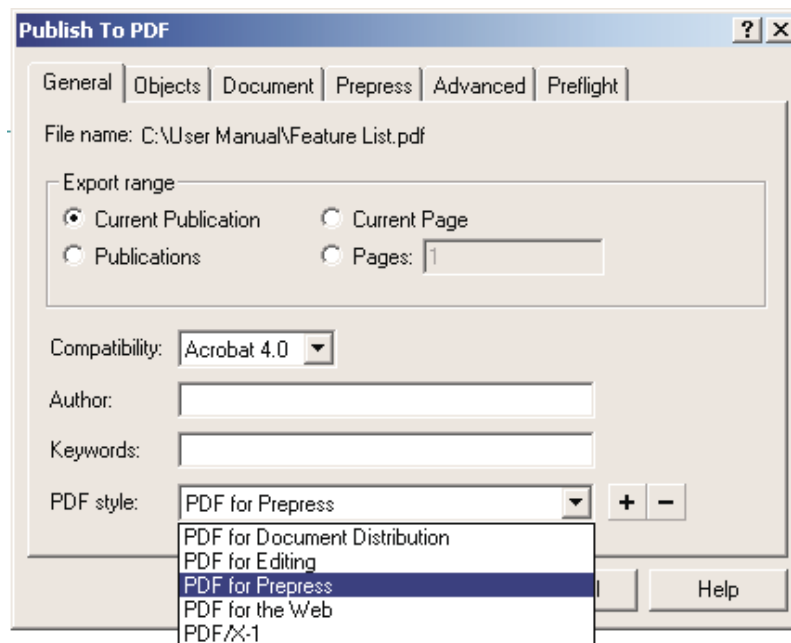 Publish To PDF
General Objects Document Prepress Advanced Preflight
File name: C:\User Manual\Feature List.pdf
Export range
Current Publication Current Page
Publications Pages: 1
Compatibility: Acrobat 4.0
Author:
Keywords:
PDF style: PDF for Prepress + −
PDF for Document Distribution
PDF for Editing
PDF for Prepress
PDF for the Web
PDF/X-1
Help